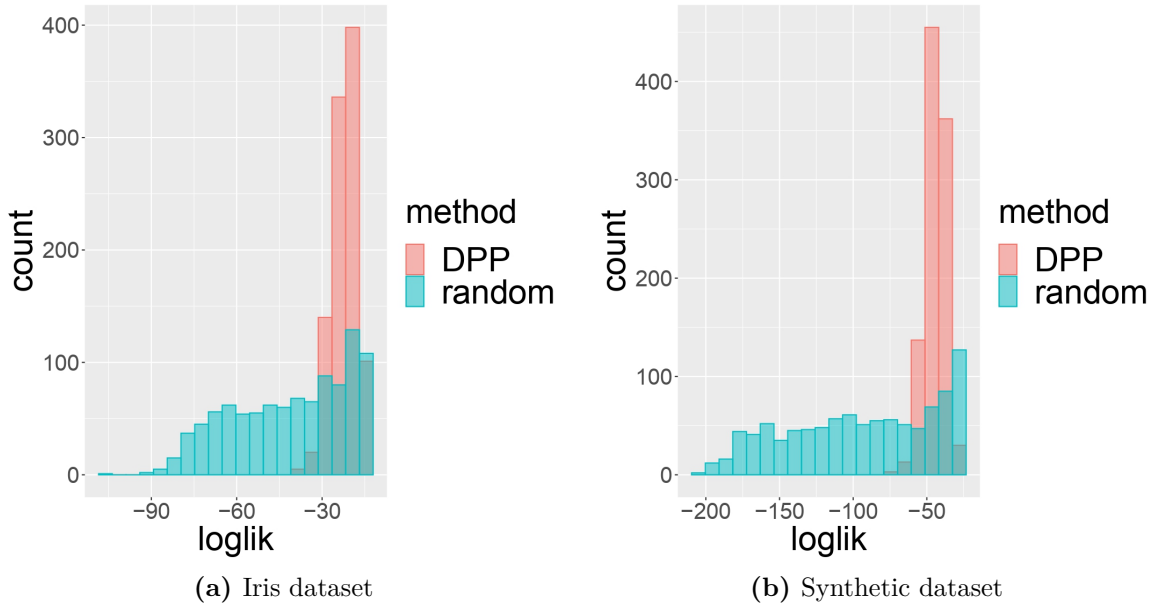 400
300
200
100
0
count
−90
−60
−30
loglik
method
DPP
random
(a) Iris dataset
400
300
200
100
0
count
−200
−150
−100
−50
loglik
method
DPP
random
(b) Synthetic dataset